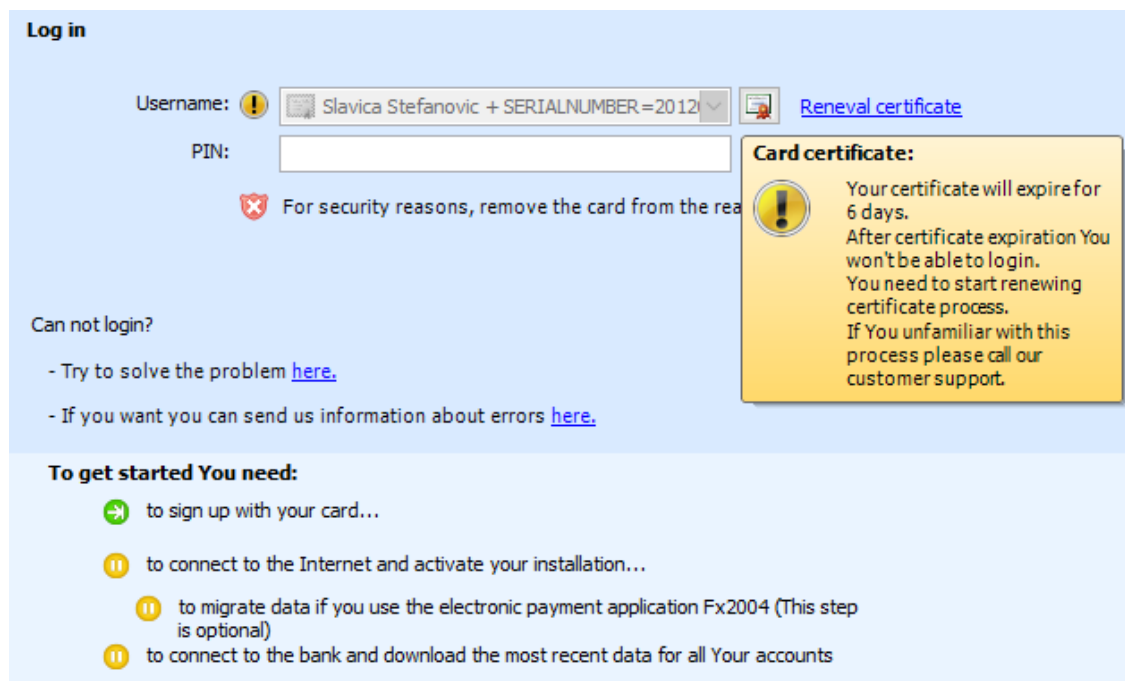 Log in
Username:
Slavica Stefanovic + SERIALNUMBER=2012
Reneval certificate
PIN:
For security reasons, remove the card from the
Card certificate:
Your certificate will expire for
6 days.
After certificate expiration You
won't be able to login.
You need to start renewing
certificate process.
If You unfamiliar with this
process please call our
customer support.
Can not login?
- Try to solve the problem here.
- If you want you can send us information about errors here.
To get started You need:
to sign up with your card...
to connect to the Internet and activate your installation...
to migrate data if you use the electronic payment application Fx2004 (This step
is optional)
to connect to the bank and download the most recent data for all Your accounts